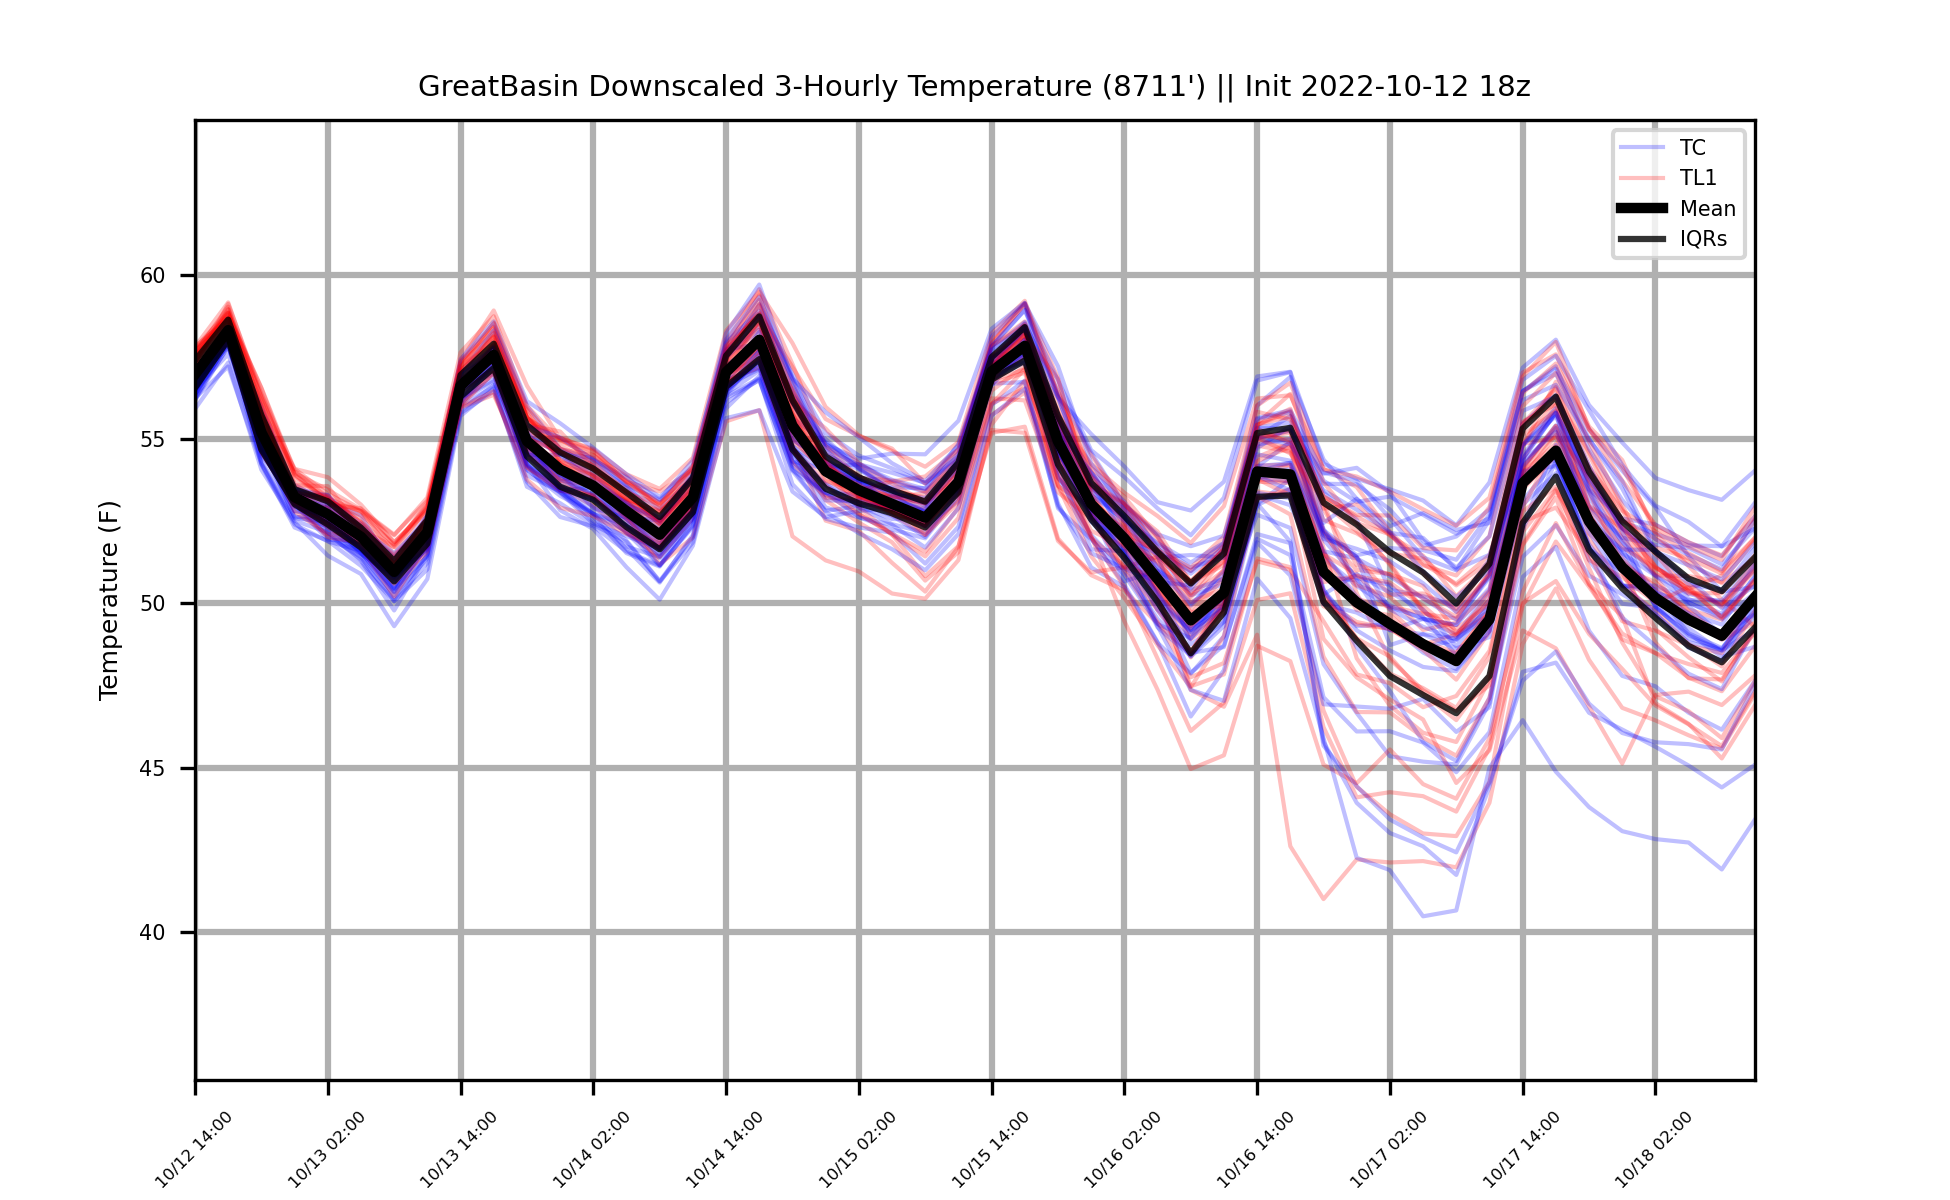 GreatBasin Downscaled 3-Hourly Temperature (8711') || Init 2022-10-12 18z
TC
TL1
Mean
IQRs
Temperature (F)
60
55
50
45
40
10/12 14:00
10/13 02:00
10/13 14:00
10/14 02:00
10/14 14:00
10/15 02:00
10/15 14:00
10/16 02:00
10/16 14:00
10/17 02:00
10/17 14:00
10/18 02:00